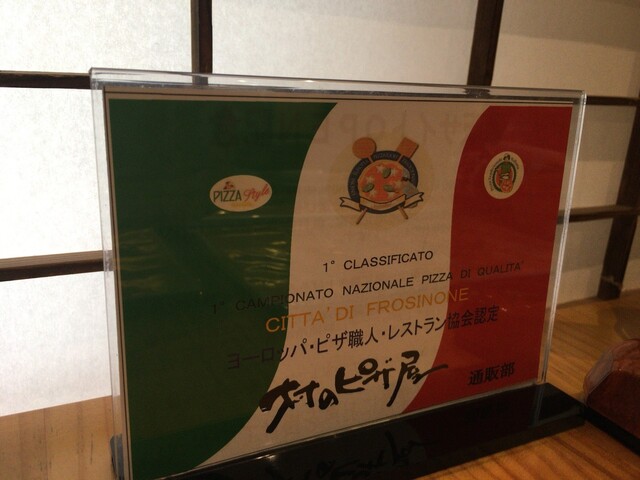 PIZZA Style
1° CLASSIFICATO
1° CAMPIONATO NAZIONALE PIZZA DI QUALITA'
CITTA' DI FROSINONE
ヨーロッパ・ピザ職人・レストラン協会認定
村のピザ屋
通販部